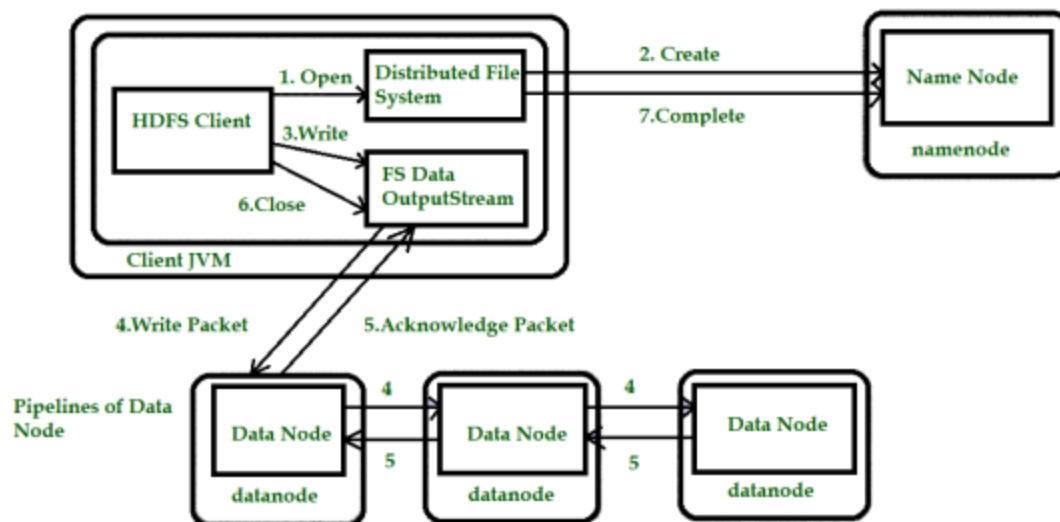 1. Open
Distributed File
System
2. Create
7.Complete
Name Node
namenode
HDFS Client
3.Write
FS Data
OutputStream
6.Close
Client JVM
4.Write Packet
5.Acknowledge Packet
Pipelines of Data
Node
Data Node
datanode
4
5
Data Node
datanode
4
5
Data Node
datanode